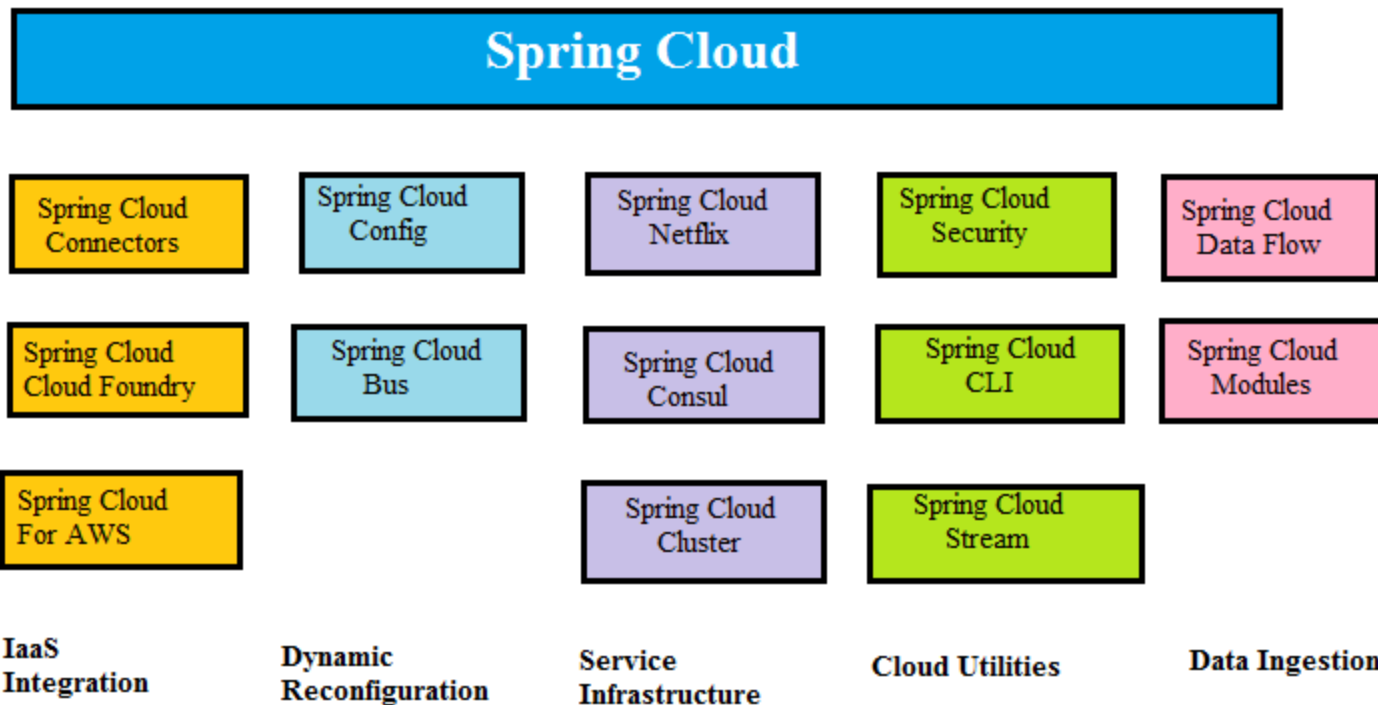 Spring Cloud
Spring Cloud
Connectors
Spring Cloud
Config
Spring Cloud
Netflix
Spring Cloud
Security
Spring Cloud
Data Flow
Spring Cloud
Cloud Foundry
Spring Cloud
Bus
Spring Cloud
Consul
Spring Cloud
CLI
Spring Cloud
Modules
Spring Cloud
For AWS
Spring Cloud
Cluster
Spring Cloud
Stream
IaaS
Integration
Dynamic
Reconfiguration
Service
Infrastructure
Cloud Utilities
Data Ingestion